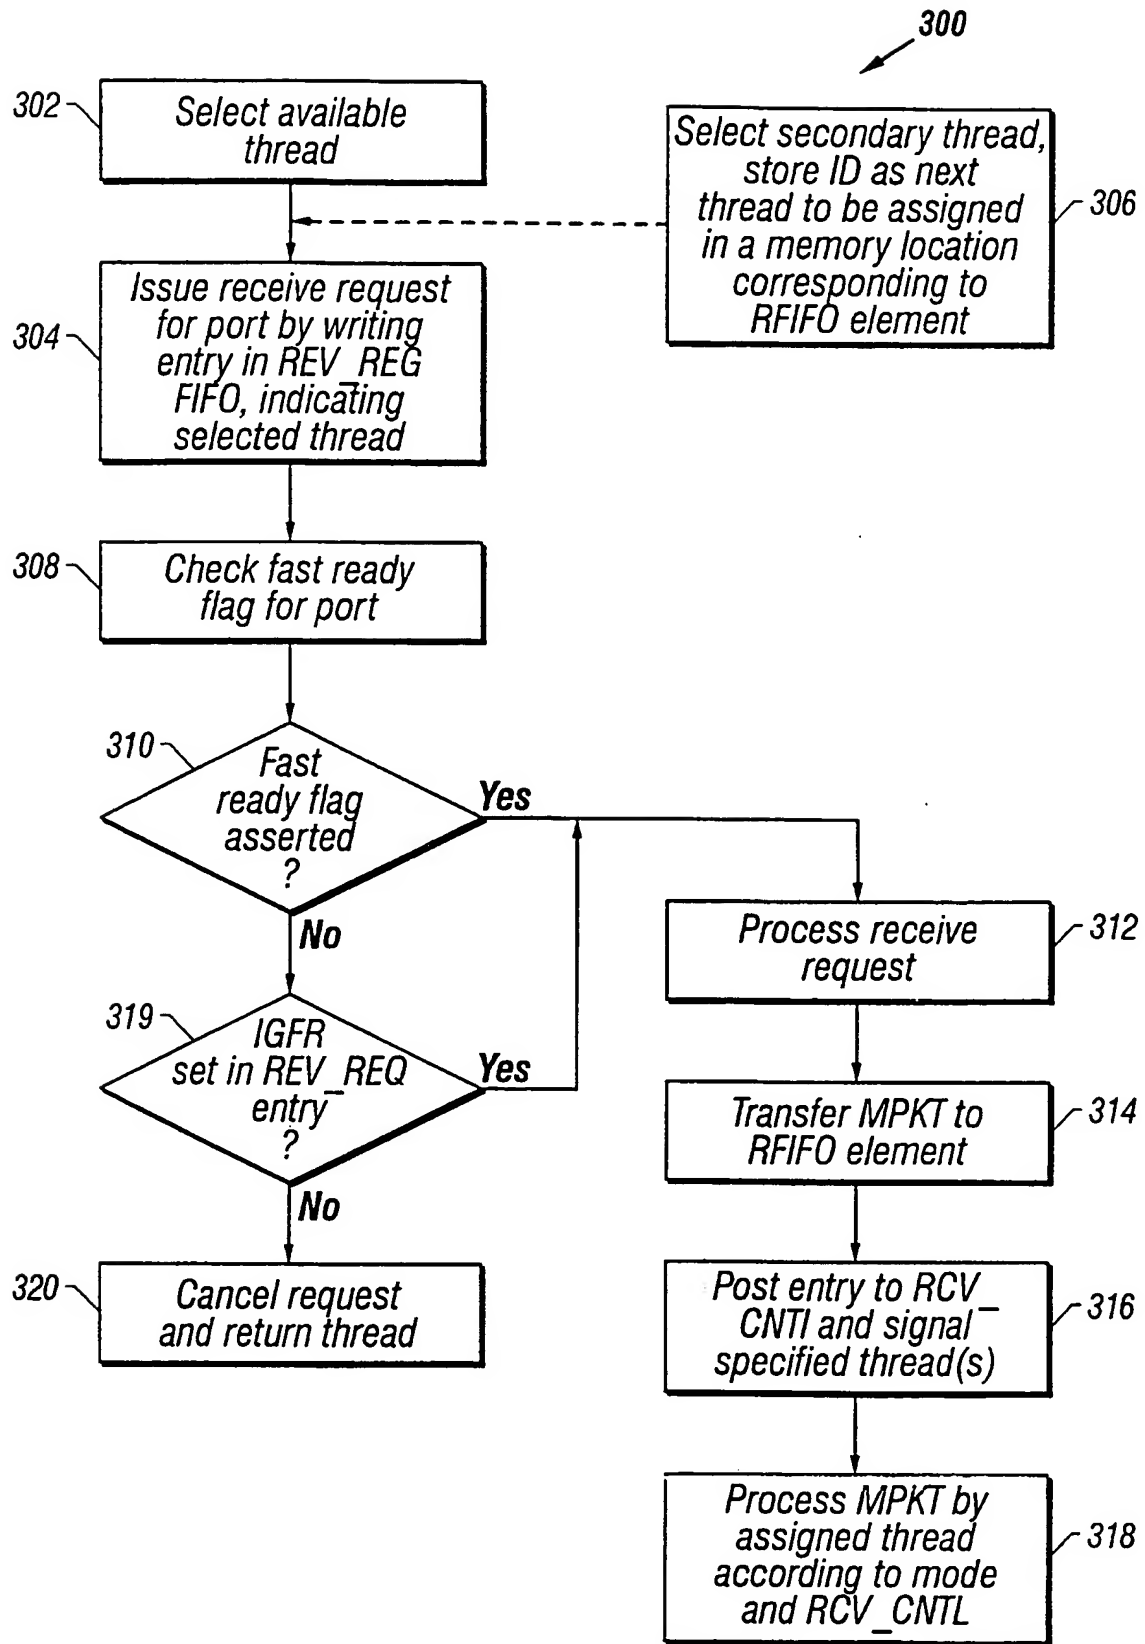 300
302
Select available
thread
Select secondary thread,
store ID as next
thread to be assigned
in a memory location
corresponding to
RFIFO element
306
304
Issue receive request
for port by writing
entry in REV_REG
FIFO, indicating
selected thread
308
Check fast ready
flag for port
310
Fast
ready flag
asserted
?
Yes
No
319
IGFR
set in REV_REQ
entry
?
Yes
No
320
Cancel request
and return thread
Process receive
request
312
Transfer MPKT to
RFIFO element
314
Post entry to RCV_
CNTI and signal
specified thread(s)
316
Process MPKT by
assigned thread
according to mode
and RCV_CNTL
318